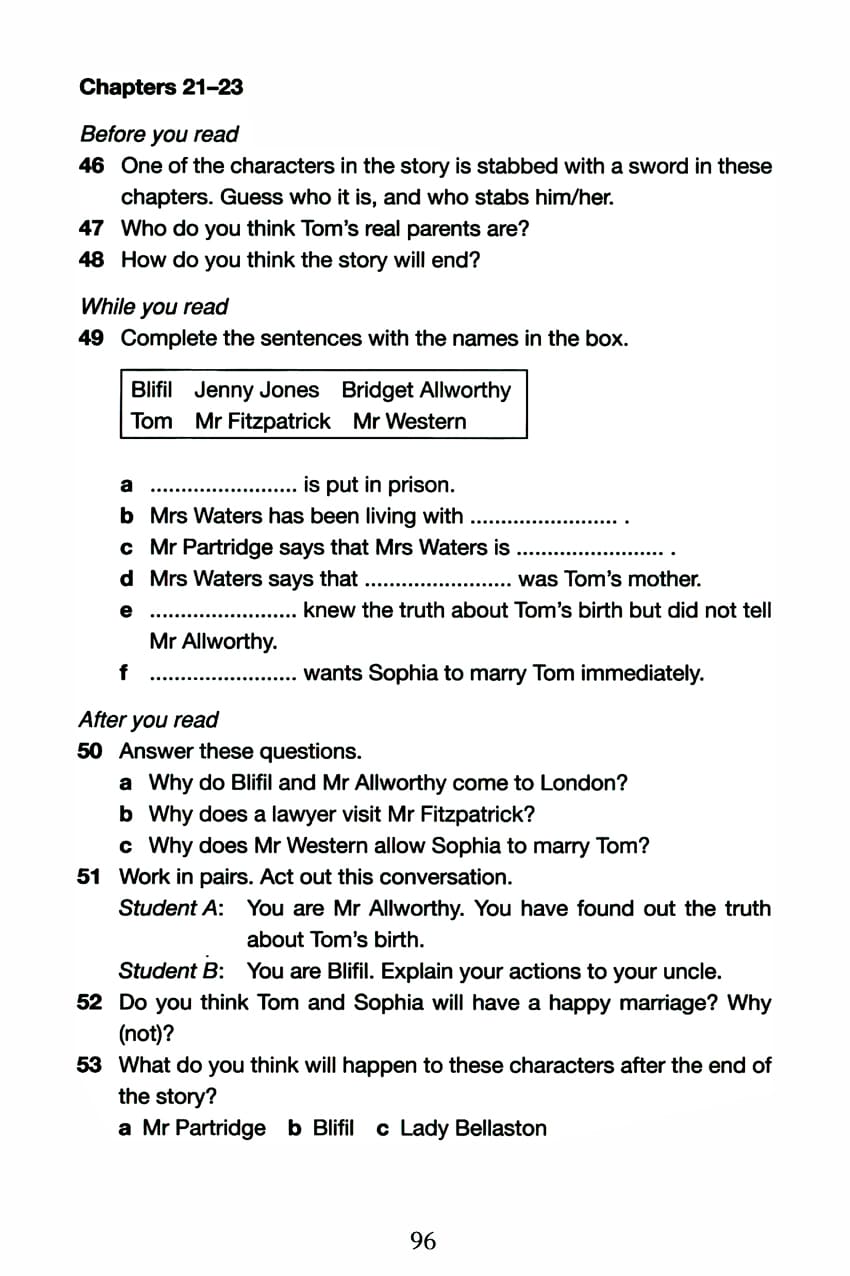 Chapters 21–23
Before you read
46 One of the characters in the story is stabbed with a sword in these
chapters. Guess who it is, and who stabs him/her.
47 Who do you think Tom's real parents are?
48 How do you think the story will end?
While you read
49 Complete the sentences with the names in the box.
Blifil Jenny Jones Bridget Allworthy
Tom Mr Fitzpatrick Mr Western
a ........................ is put in prison.
b Mrs Waters has been living with ........................ .
c Mr Partridge says that Mrs Waters is ........................ .
d Mrs Waters says that ........................ was Tom's mother.
e ........................ knew the truth about Tom's birth but did not tell
Mr Allworthy.
f ........................ wants Sophia to marry Tom immediately.
After you read
50 Answer these questions.
a Why do Blifil and Mr Allworthy come to London?
b Why does a lawyer visit Mr Fitzpatrick?
c Why does Mr Western allow Sophia to marry Tom?
51 Work in pairs. Act out this conversation.
Student A: You are Mr Allworthy. You have found out the truth
about Tom's birth.
Student B: You are Blifil. Explain your actions to your uncle.
52 Do you think Tom and Sophia will have a happy marriage? Why
(not)?
53 What do you think will happen to these characters after the end of
the story?
a Mr Partridge b Blifil c Lady Bellaston
96